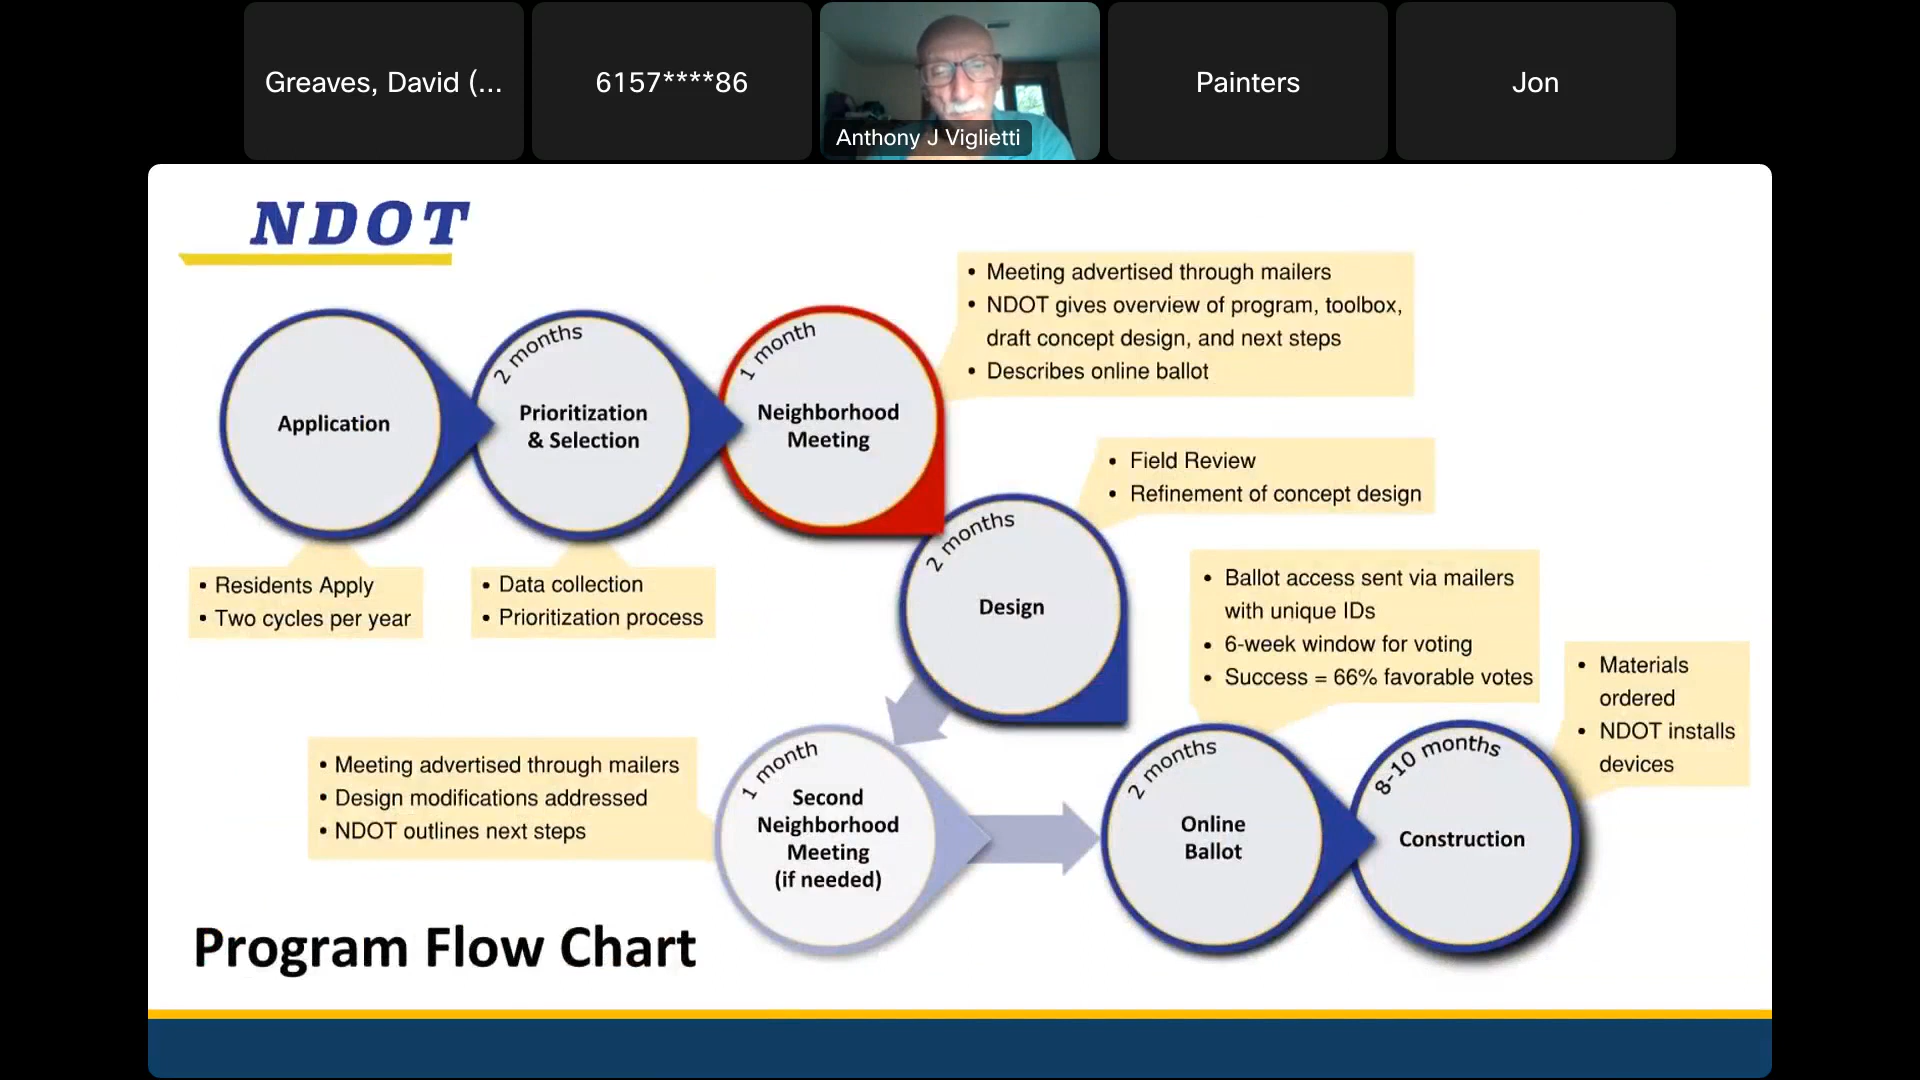 Greaves, David (...
6157****86
Anthony J Viglietti
Painters
Jon
NDOT
Application
• Residents Apply
• Two cycles per year
2 months
Prioritization
& Selection
• Data collection
• Prioritization process
1 month
Neighborhood
Meeting
• Meeting advertised through mailers
• NDOT gives overview of program, toolbox,
draft concept design, and next steps
• Describes online ballot
2 months
Design
• Field Review
• Refinement of concept design
1 month
Second
Neighborhood
Meeting
(if needed)
• Meeting advertised through mailers
• Design modifications addressed
• NDOT outlines next steps
2 months
Online
Ballot
• Ballot access sent via mailers
with unique IDs
• 6-week window for voting
• Success = 66% favorable votes
8-10 months
Construction
• Materials
ordered
• NDOT installs
devices
Program Flow Chart